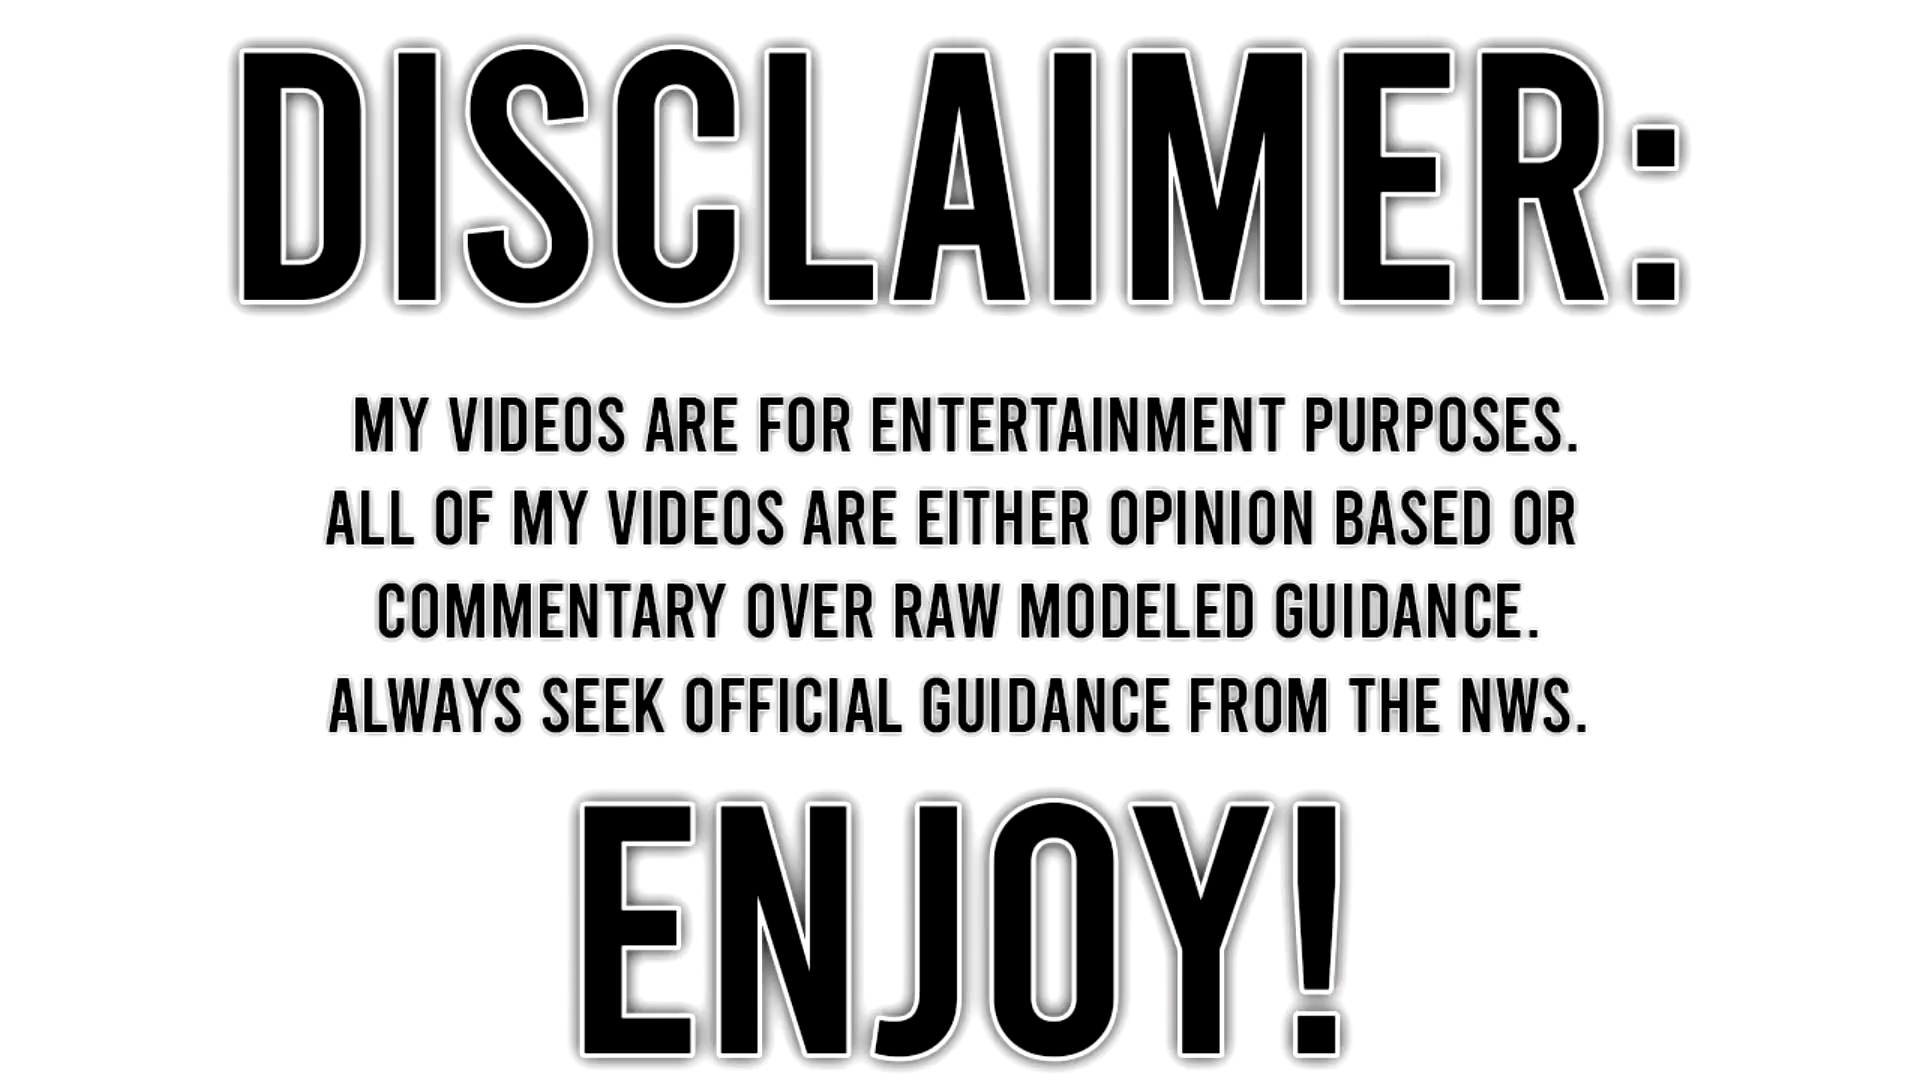 DISCLAIMER:
MY VIDEOS ARE FOR ENTERTAINMENT PURPOSES.
ALL OF MY VIDEOS ARE EITHER OPINION BASED OR
COMMENTARY OVER RAW MODELED GUIDANCE.
ALWAYS SEEK OFFICIAL GUIDANCE FROM THE NWS.
ENJOY!